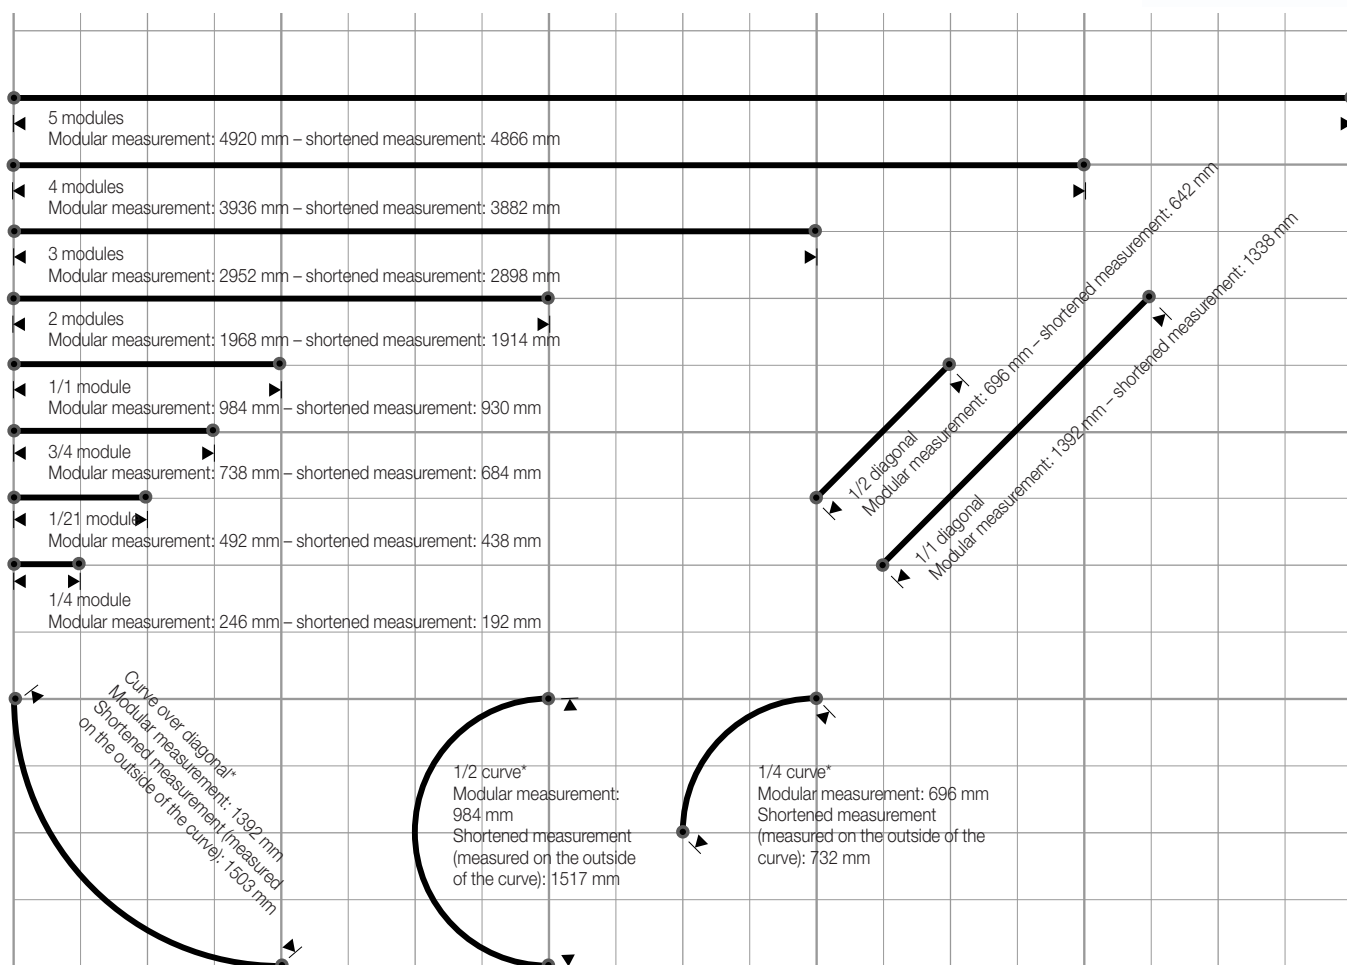 5 modules
Modular measurement: 4920 mm – shortened measurement: 4866 mm
4 modules
Modular measurement: 3936 mm – shortened measurement: 3882 mm
3 modules
Modular measurement: 2952 mm – shortened measurement: 2898 mm
2 modules
Modular measurement: 1968 mm – shortened measurement: 1914 mm
1/1 module
Modular measurement: 984 mm – shortened measurement: 930 mm
3/4 module
Modular measurement: 738 mm – shortened measurement: 684 mm
1/21 module
Modular measurement: 492 mm – shortened measurement: 438 mm
1/4 module
Modular measurement: 246 mm – shortened measurement: 192 mm
1/2 diagonal
Modular measurement: 696 mm – shortened measurement: 642 mm
1/1 diagonal
Modular measurement: 1392 mm – shortened measurement: 1338 mm
Curve over diagonal*
Modular measurement: 1392 mm
Shortened measurement (measured
on the outside of the curve): 1503 mm
1/2 curve*
Modular measurement:
984 mm
Shortened measurement
(measured on the outside
of the curve): 1517 mm
1/4 curve*
Modular measurement: 696 mm
Shortened measurement
(measured on the outside of the
curve): 732 mm